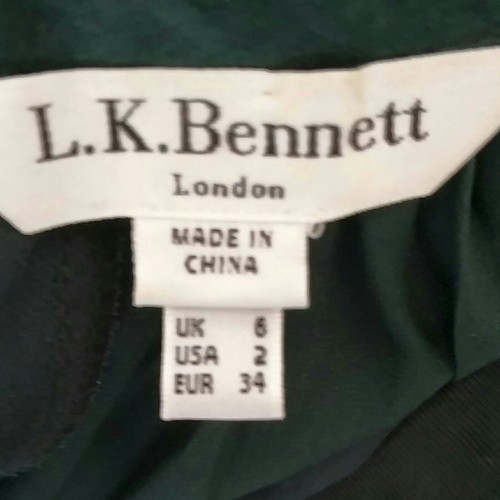 L.K.Bennett
London
MADE IN
CHINA
UK 6
USA 2
EUR 34